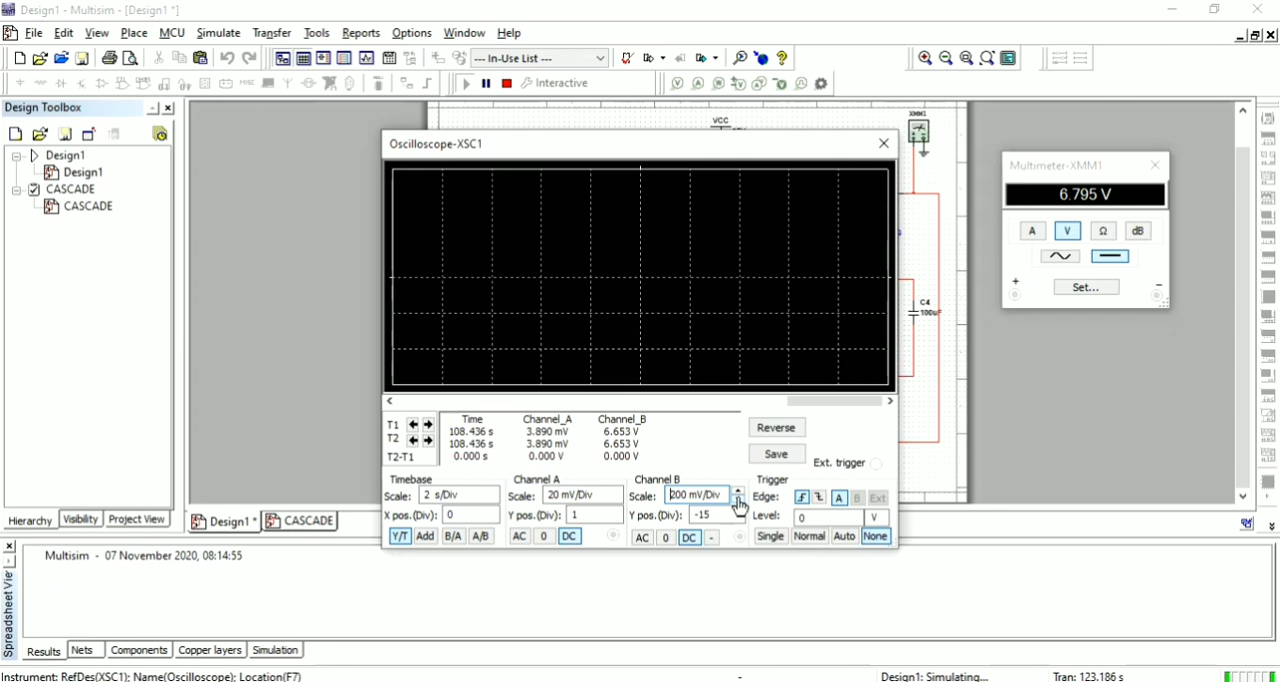 Design1 - Multisim - [Design1 *]
File Edit View Place MCU Simulate Transfer Tools Reports Options Window Help
--- In-Use List ---
Interactive
Design Toolbox
Design1
Design1
CASCADE
CASCADE
Hierarchy Visibility Project View
VCC
XMM1
C4
100uF
Oscilloscope-XSC1
T1
T2
T2-T1
Time Channel_A Channel_B
108.436 s 3.890 mV 6.653 V
108.436 s 3.890 mV 6.653 V
0.000 s 0.000 V 0.000 V
Reverse
Save
Ext. trigger
Timebase
Scale: 2 s/Div
X pos.(Div): 0
Y/T Add B/A A/B
Channel A
Scale: 20 mV/Div
Y pos.(Div): 1
AC 0 DC
Channel B
Scale: 200 mV/Div
Y pos.(Div): -15
AC 0 DC -
Trigger
Edge: A B Ext
Level: 0 V
Single Normal Auto None
Multimeter-XMM1
6.795 V
A V Ω dB
+ -
Set...
Design1 * CASCADE
Multisim - 07 November 2020, 08:14:55
Spreadsheet View
Results Nets Components Copper layers Simulation
Instrument: RefDes(XSC1); Name(Oscilloscope); Location(F7)
-
Design1: Simulating...
Tran: 123.186 s